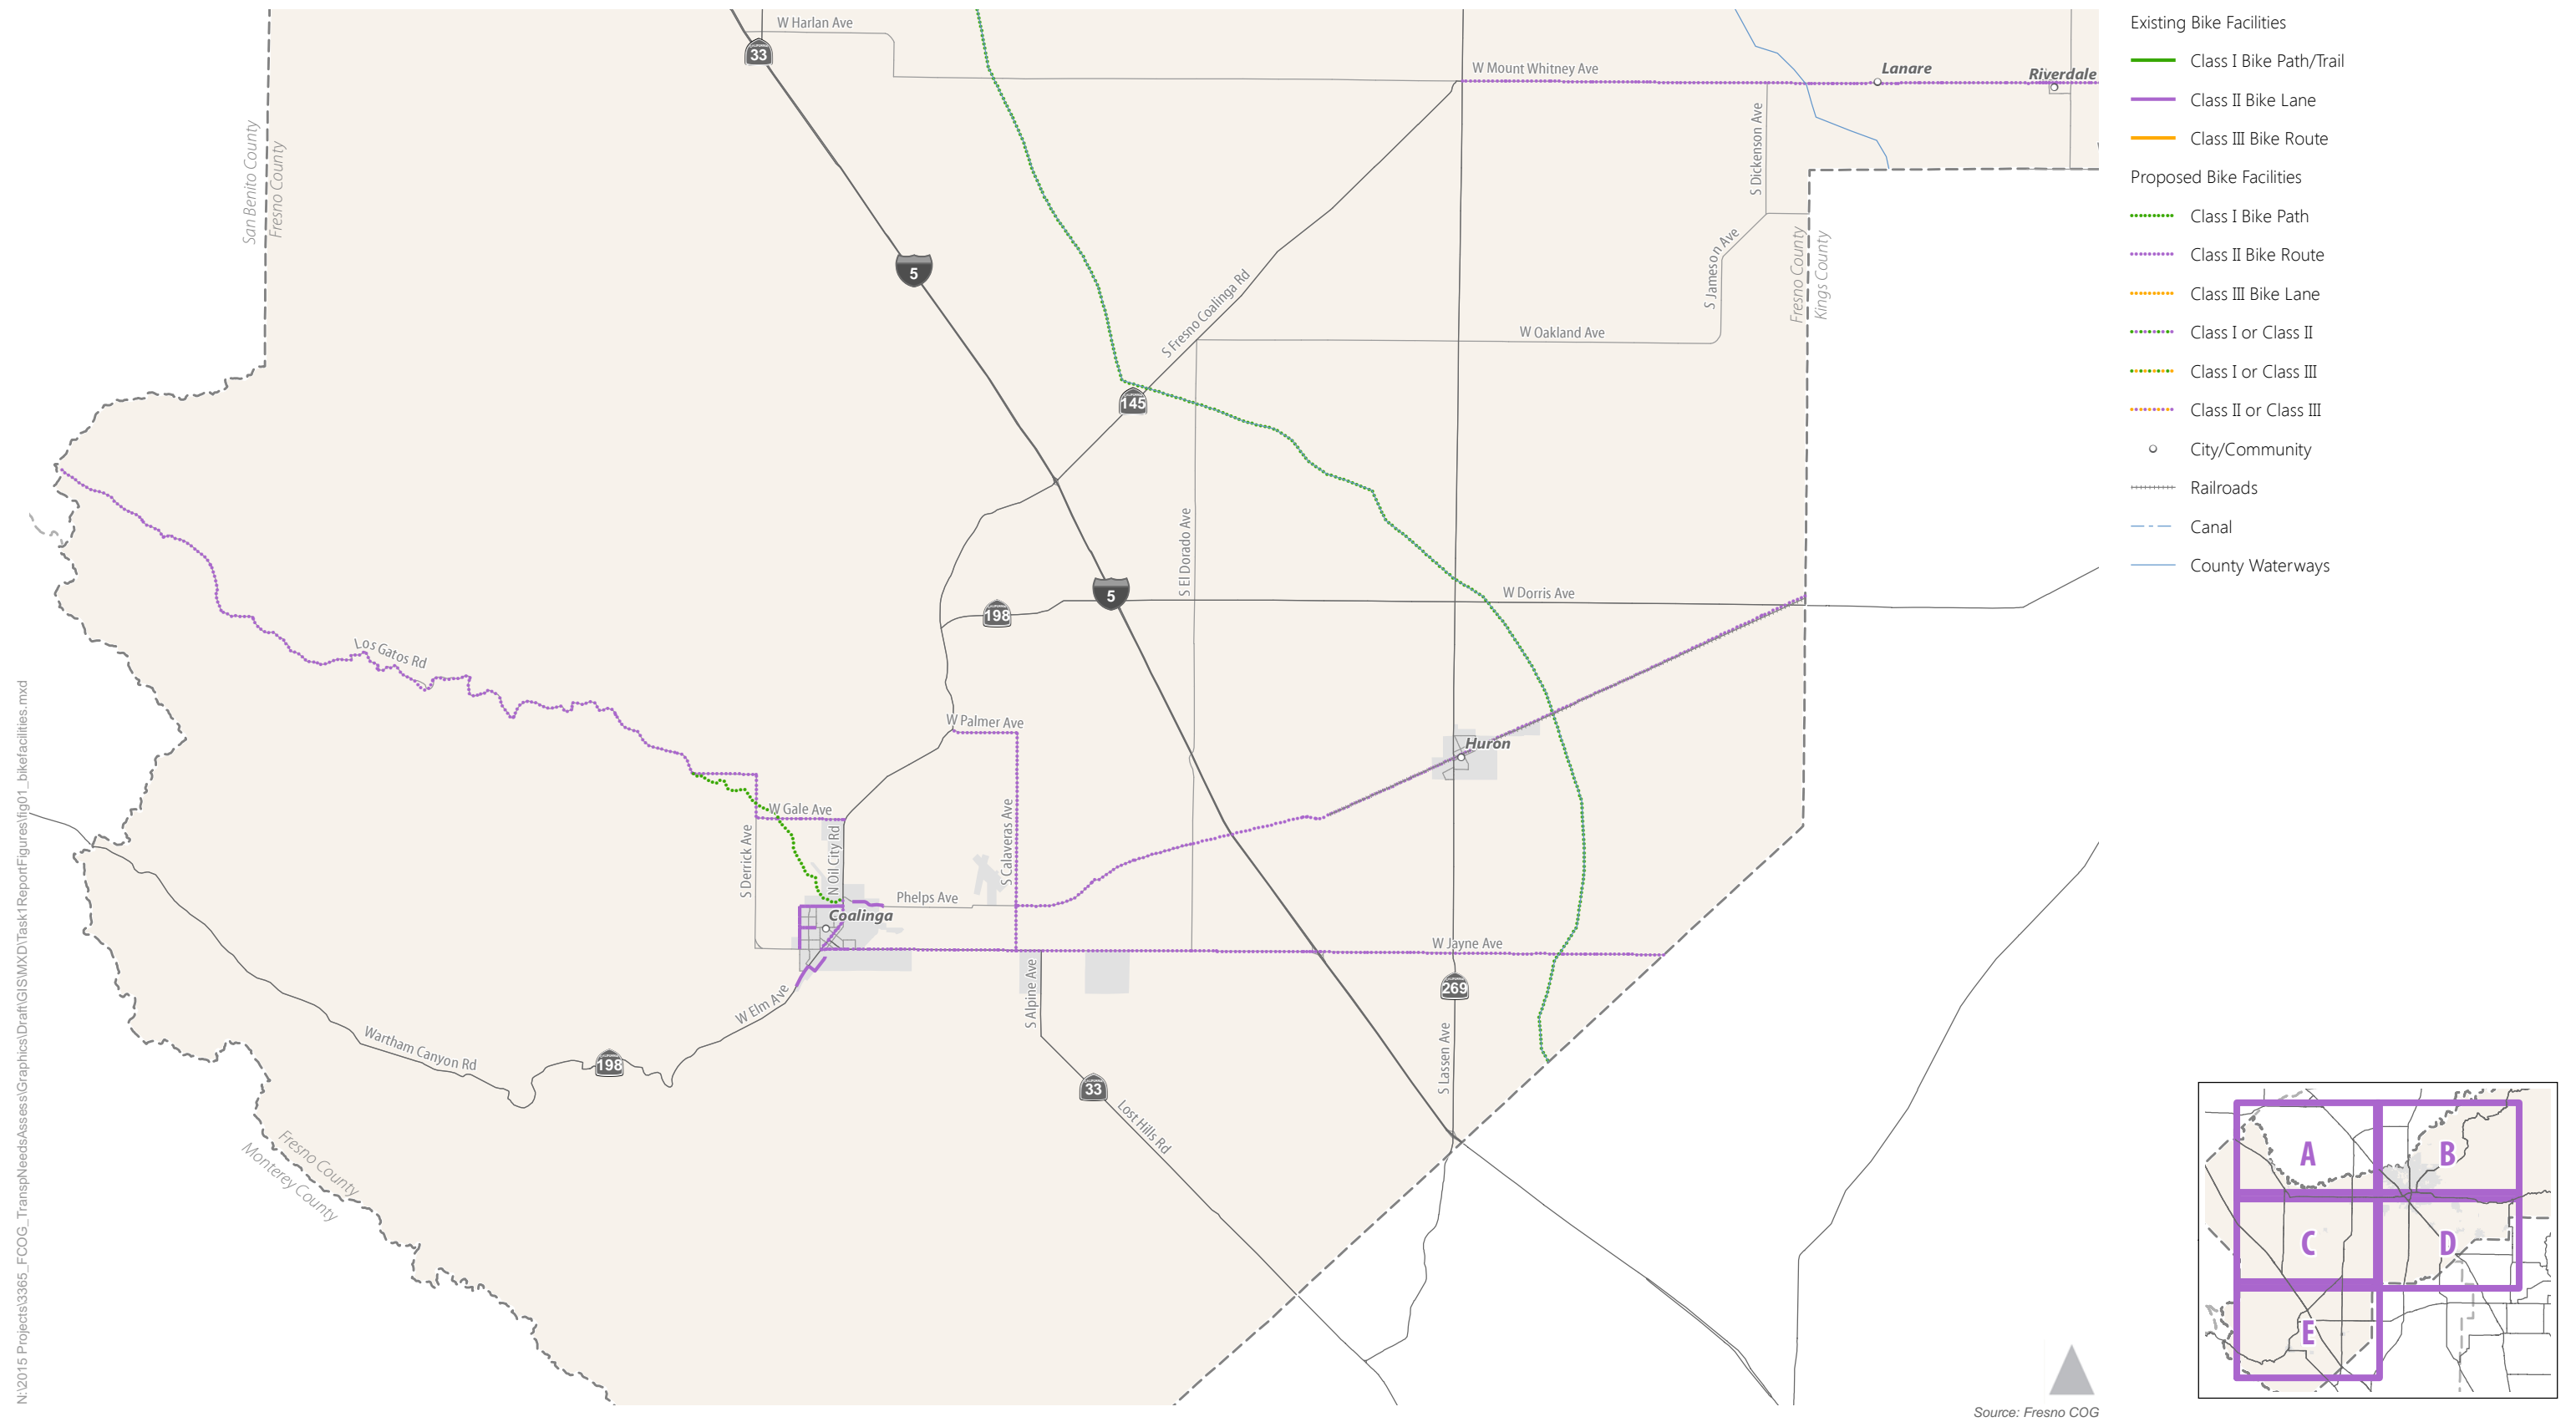 W Harlan Ave
33
W Mount Whitney Ave
Lanare
Riverdale
San Benito County
Fresno County
S Dickenson Ave
5
S Jameson Ave
Fresno County
Kings County
S Fresno Coalinga Rd
W Oakland Ave
145
S El Dorado Ave
5
W Dorris Ave
198
Los Gatos Rd
W Palmer Ave
Huron
W Gale Ave
S Derrick Ave
N Oil City Rd
S Calaveras Ave
Phelps Ave
Coalinga
W Jayne Ave
269
S Alpine Ave
W Elm Ave
Wartham Canyon Rd
198
33
Lost Hills Rd
S Lassen Ave
Fresno County
Monterey County
N:\2015 Projects\3365_FCOG_TranspNeedsAssess\Graphics\Draft\GIS\MXD\Task1ReportFigures\fig01_bikefacilities.mxd
Existing Bike Facilities
Class I Bike Path/Trail
Class II Bike Lane
Class III Bike Route
Proposed Bike Facilities
Class I Bike Path
Class II Bike Route
Class III Bike Lane
Class I or Class II
Class I or Class III
Class II or Class III
City/Community
Railroads
Canal
County Waterways
A
B
C
D
E
Source: Fresno COG